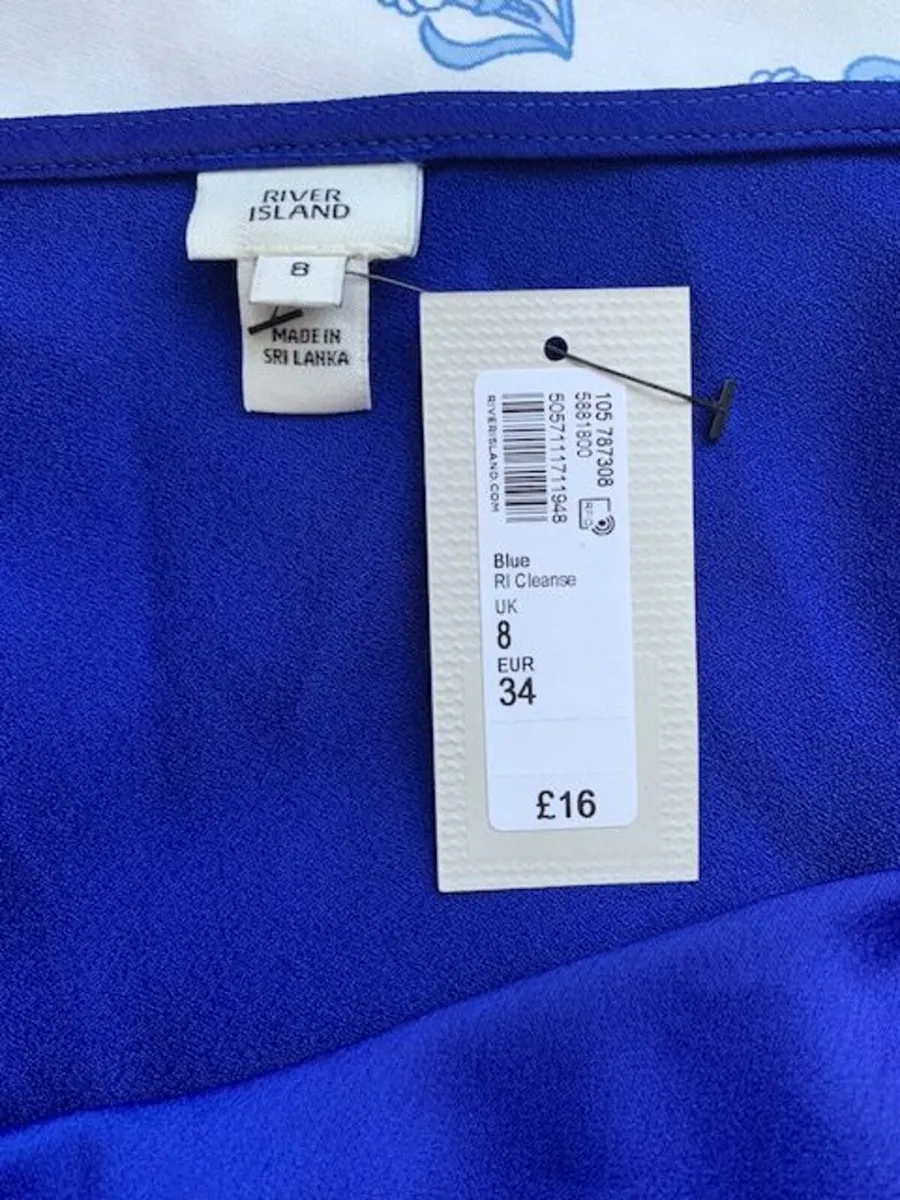 RIVER
ISLAND
8
MADE IN
SRI LANKA
105 787308
5881800
5057111711948
RIVERISLAND.COM
RFID
Blue
RI Cleanse
UK
8
EUR
34
£16